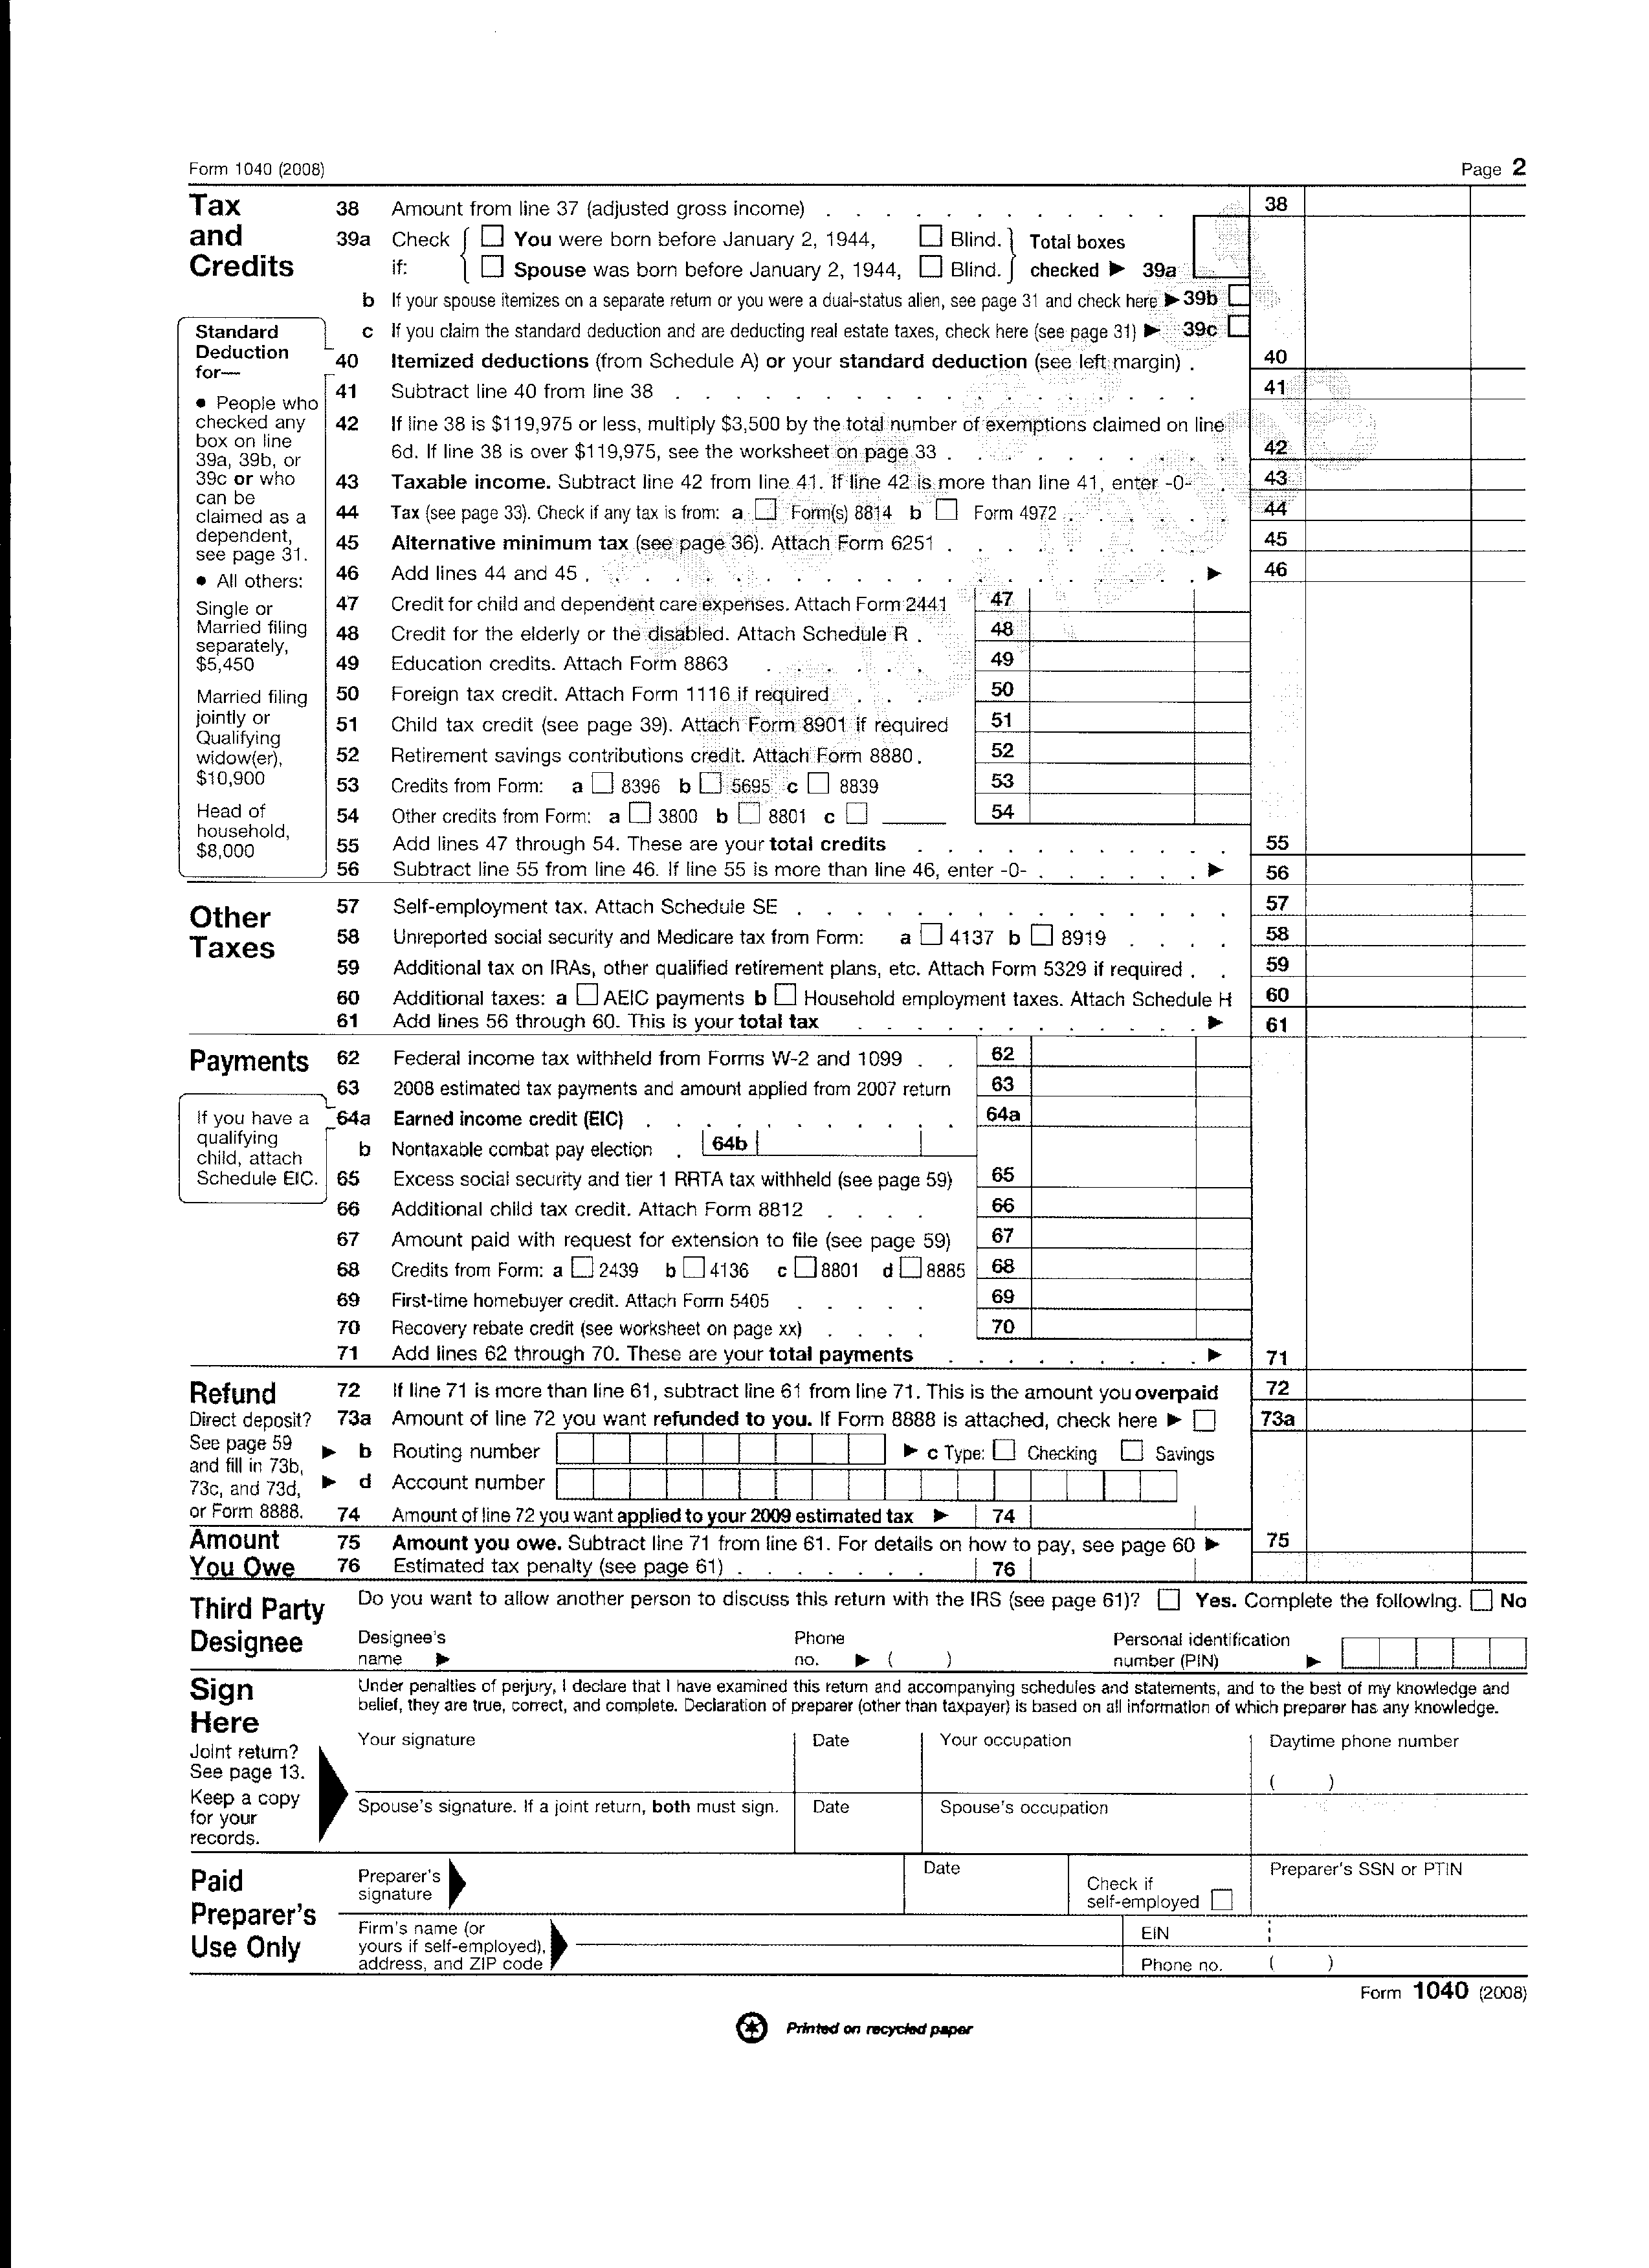 Form 1040 (2008) Page 2
Tax and Credits
38 Amount from line 37 (adjusted gross income) 38
39a Check if: { You were born before January 2, 1944, Blind. } Total boxes
{ Spouse was born before January 2, 1944, Blind. } checked ▶ 39a
b If your spouse itemizes on a separate return or you were a dual-status alien, see page 31 and check here ▶ 39b
c If you claim the standard deduction and are deducting real estate taxes, check here (see page 31) ▶ 39c
Standard
Deduction
for—
• People who
checked any
box on line
39a, 39b, or
39c or who
can be
claimed as a
dependent,
see page 31.
• All others:
Single or
Married filing
separately,
$5,450
Married filing
jointly or
Qualifying
widow(er),
$10,900
Head of
household,
$8,000
40 Itemized deductions (from Schedule A) or your standard deduction (see left margin) . 40
41 Subtract line 40 from line 38 41
42 If line 38 is $119,975 or less, multiply $3,500 by the total number of exemptions claimed on line
6d. If line 38 is over $119,975, see the worksheet on page 33 . 42
43 Taxable income. Subtract line 42 from line 41. If line 42 is more than line 41, enter -0- 43
44 Tax (see page 33). Check if any tax is from: a Form(s) 8814 b Form 4972 . 44
45 Alternative minimum tax (see page 36). Attach Form 6251 . 45
46 Add lines 44 and 45 . ▶ 46
47 Credit for child and dependent care expenses. Attach Form 2441 47
48 Credit for the elderly or the disabled. Attach Schedule R . 48
49 Education credits. Attach Form 8863 49
50 Foreign tax credit. Attach Form 1116 if required 50
51 Child tax credit (see page 39). Attach Form 8901 if required 51
52 Retirement savings contributions credit. Attach Form 8880 . 52
53 Credits from Form: a 8396 b 5695 c 8839 53
54 Other credits from Form: a 3800 b 8801 c 54
55 Add lines 47 through 54. These are your total credits 55
56 Subtract line 55 from line 46. If line 55 is more than line 46, enter -0- . ▶ 56
Other Taxes
57 Self-employment tax. Attach Schedule SE . 57
58 Unreported social security and Medicare tax from Form: a 4137 b 8919 58
59 Additional tax on IRAs, other qualified retirement plans, etc. Attach Form 5329 if required . 59
60 Additional taxes: a AEIC payments b Household employment taxes. Attach Schedule H 60
61 Add lines 56 through 60. This is your total tax ▶ 61
Payments
62 Federal income tax withheld from Forms W-2 and 1099 62
63 2008 estimated tax payments and amount applied from 2007 return 63
If you have a
qualifying
child, attach
Schedule EIC.
64a Earned income credit (EIC) 64a
b Nontaxable combat pay election . 64b
65 Excess social security and tier 1 RRTA tax withheld (see page 59) 65
66 Additional child tax credit. Attach Form 8812 66
67 Amount paid with request for extension to file (see page 59) 67
68 Credits from Form: a 2439 b 4136 c 8801 d 8885 68
69 First-time homebuyer credit. Attach Form 5405 69
70 Recovery rebate credit (see worksheet on page xx) 70
71 Add lines 62 through 70. These are your total payments ▶ 71
Refund
Direct deposit?
See page 59
and fill in 73b,
73c, and 73d,
or Form 8888.
72 If line 71 is more than line 61, subtract line 61 from line 71. This is the amount you overpaid 72
73a Amount of line 72 you want refunded to you. If Form 8888 is attached, check here ▶ 73a
▶ b Routing number ▶ c Type: Checking Savings
▶ d Account number
74 Amount of line 72 you want applied to your 2009 estimated tax ▶ 74
Amount You Owe
75 Amount you owe. Subtract line 71 from line 61. For details on how to pay, see page 60 ▶ 75
76 Estimated tax penalty (see page 61) . 76
Third Party Designee
Do you want to allow another person to discuss this return with the IRS (see page 61)? Yes. Complete the following. No
Designee's name ▶ Phone no. ▶ ( ) Personal identification number (PIN) ▶
Sign Here
Joint return?
See page 13.
Keep a copy
for your
records.
Under penalties of perjury, I declare that I have examined this return and accompanying schedules and statements, and to the best of my knowledge and
belief, they are true, correct, and complete. Declaration of preparer (other than taxpayer) is based on all information of which preparer has any knowledge.
Your signature Date Your occupation Daytime phone number
( )
Spouse's signature. If a joint return, both must sign. Date Spouse's occupation
Paid Preparer's Use Only
Preparer's signature Date Check if self-employed Preparer's SSN or PTIN
Firm's name (or
yours if self-employed),
address, and ZIP code
EIN
Phone no. ( )
Form 1040 (2008)
Printed on recycled paper